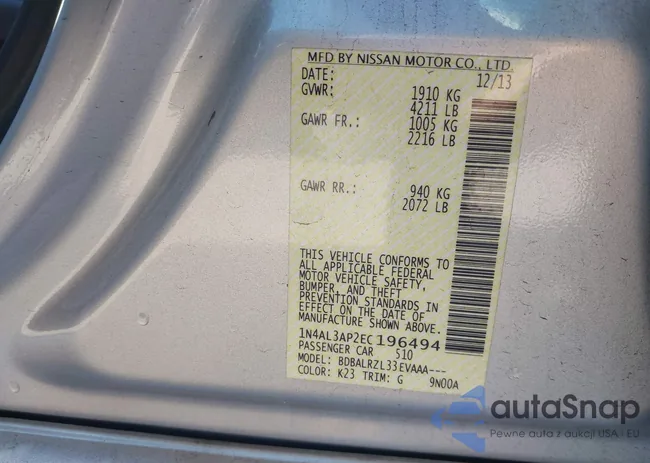 MFD BY NISSAN MOTOR CO., LTD.
DATE: 12/13
GVWR: 1910 KG
4211 LB
GAWR FR.: 1005 KG
2216 LB
GAWR RR.: 940 KG
2072 LB
THIS VEHICLE CONFORMS TO
ALL APPLICABLE FEDERAL
MOTOR VEHICLE SAFETY,
BUMPER, AND THEFT
PREVENTION STANDARDS IN
EFFECT ON THE DATE OF
MANUFACTURE SHOWN ABOVE.
1N4AL3AP2EC196494
PASSENGER CAR S10
MODEL: BDBALRZL33EVAAA---
COLOR: K23 TRIM: G 9N00A
autaSnap
Pewne auta z aukcji USA - EU